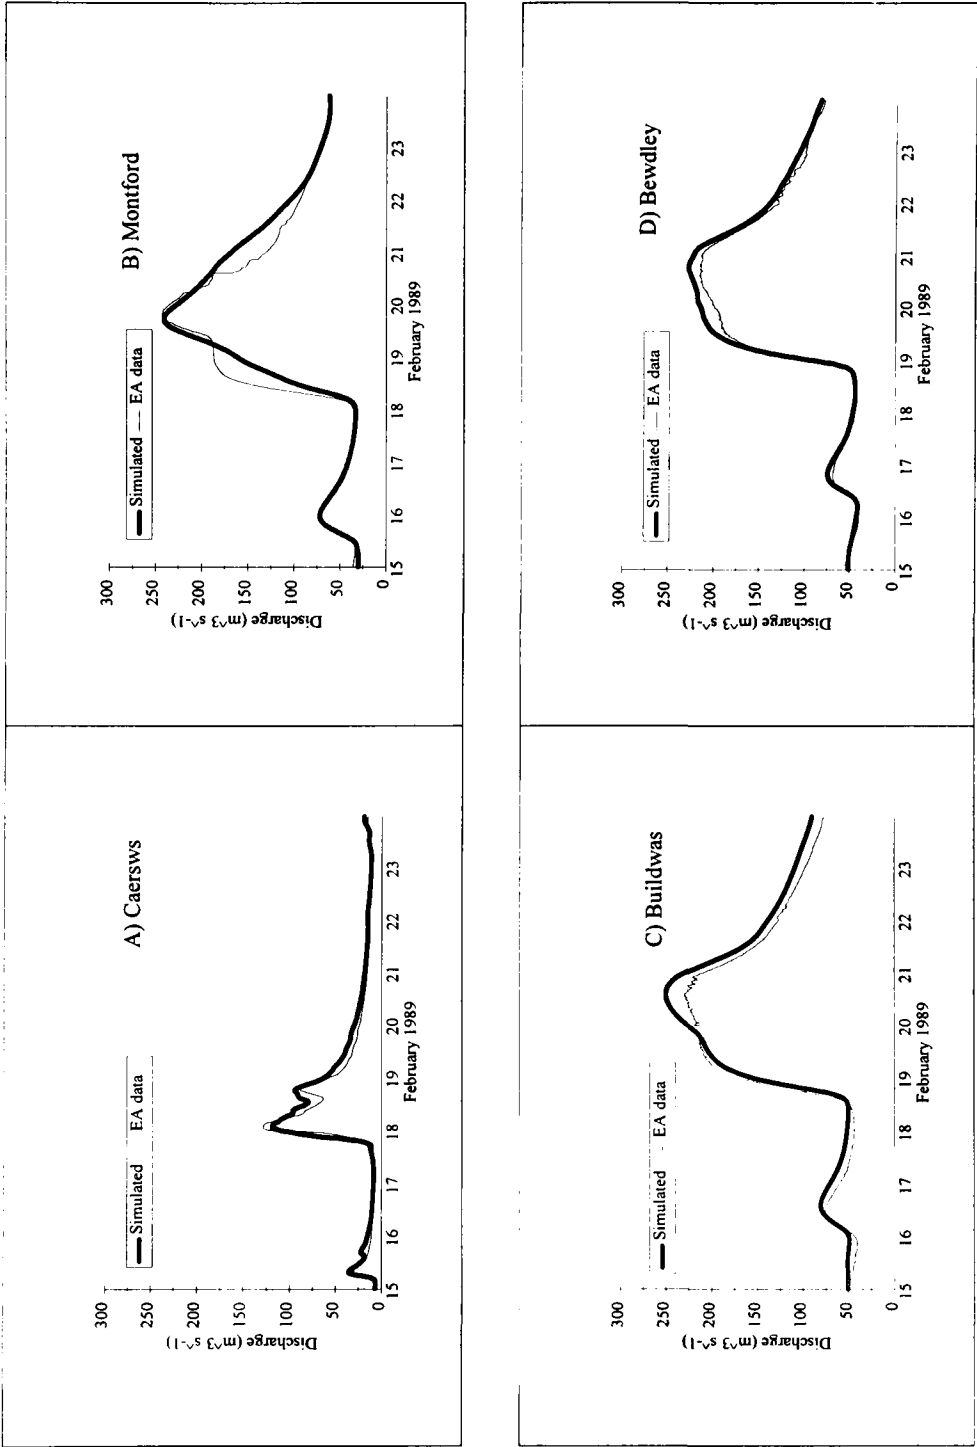 A) Caersws
Simulated EA data
Discharge (m^3 s^-1)
300
250
200
150
100
50
0
15 16 17 18 19 20 21 22 23
February 1989
B) Montford
Simulated EA data
Discharge (m^3 s^-1)
300
250
200
150
100
50
0
15 16 17 18 19 20 21 22 23
February 1989
C) Buildwas
Simulated EA data
Discharge (m^3 s^-1)
300
250
200
150
100
50
0
15 16 17 18 19 20 21 22 23
February 1989
D) Bewdley
Simulated EA data
Discharge (m^3 s^-1)
300
250
200
150
100
50
0
15 16 17 18 19 20 21 22 23
February 1989